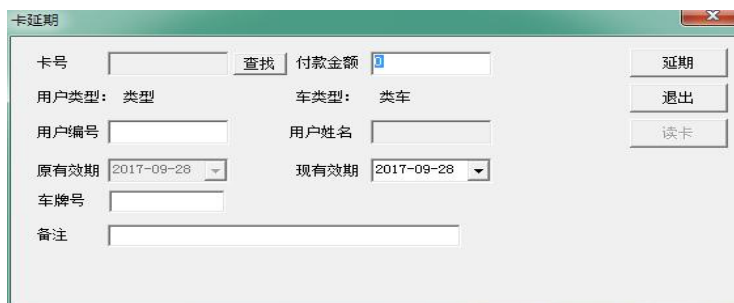 卡延期
卡号 查找 付款金额 0 延期
用户类型： 类型 车类型： 类车 退出
用户编号 用户姓名 读卡
原有效期 2017-09-28 现有效期 2017-09-28
车牌号
备注